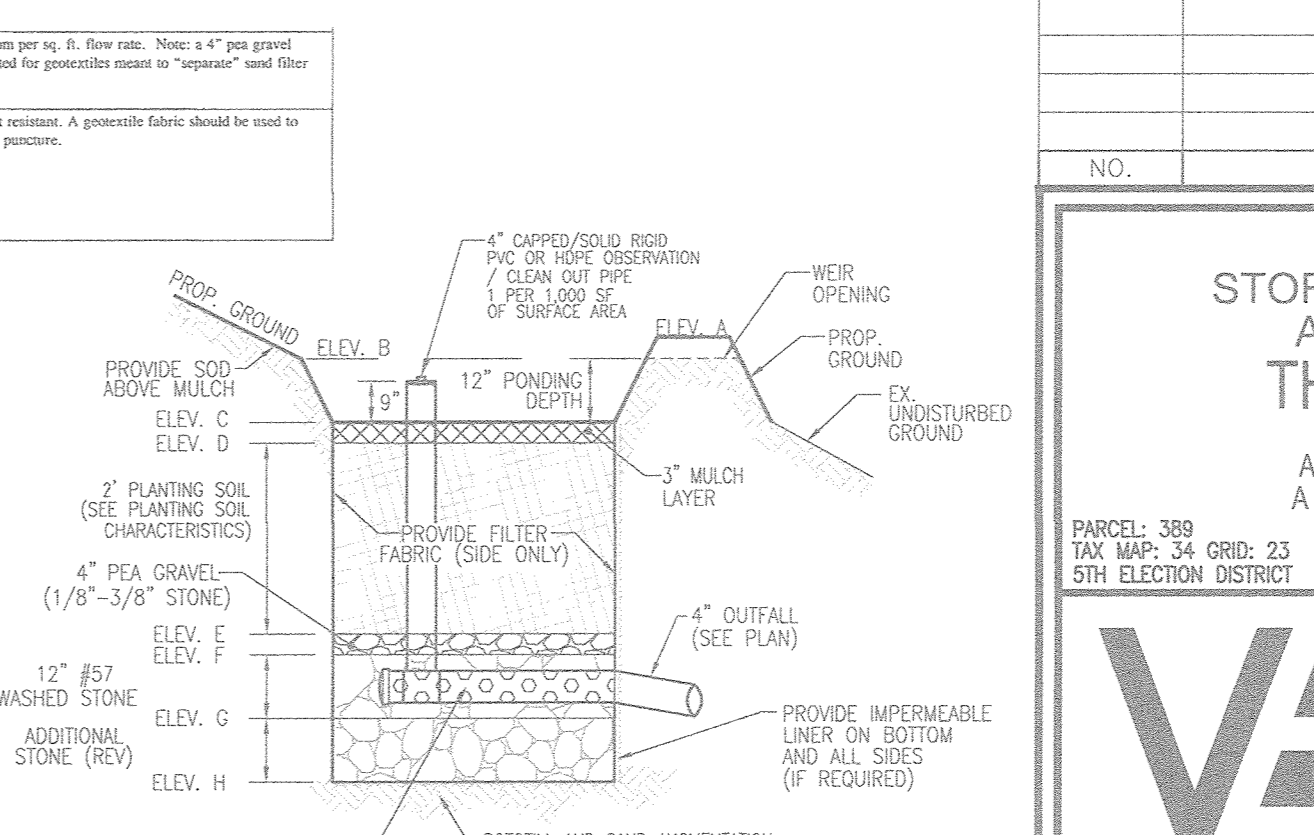 per sq. ft. flow rate. Note: a 4" pea gravel
for geotextiles meant to "separate" sand filter
resistant. A geotextile fabric should be used to
puncture.
NO.
4" CAPPED/SOLID RIGID
PVC OR HDPE OBSERVATION
/ CLEAN OUT PIPE
1 PER 1,000 SF
OF SURFACE AREA
WEIR
OPENING
PROP. GROUND
ELEV. A
PROP.
GROUND
ELEV. B
PROVIDE SOD
ABOVE MULCH
12" PONDING
DEPTH
9"
EX.
UNDISTURBED
GROUND
ELEV. C
ELEV. D
3" MULCH
LAYER
2' PLANTING SOIL
(SEE PLANTING SOIL
CHARACTERISTICS)
PROVIDE FILTER
FABRIC (SIDE ONLY)
4" PEA GRAVEL
(1/8"-3/8" STONE)
ELEV. E
ELEV. F
4" OUTFALL
(SEE PLAN)
12" #57
WASHED STONE
ELEV. G
ADDITIONAL
STONE (REV)
ELEV. H
PROVIDE IMPERMEABLE
LINER ON BOTTOM
AND ALL SIDES
(IF REQUIRED)
STOR
A
TH
A
A
PARCEL: 389
TAX MAP: 34 GRID: 23
5TH ELECTION DISTRICT
VA